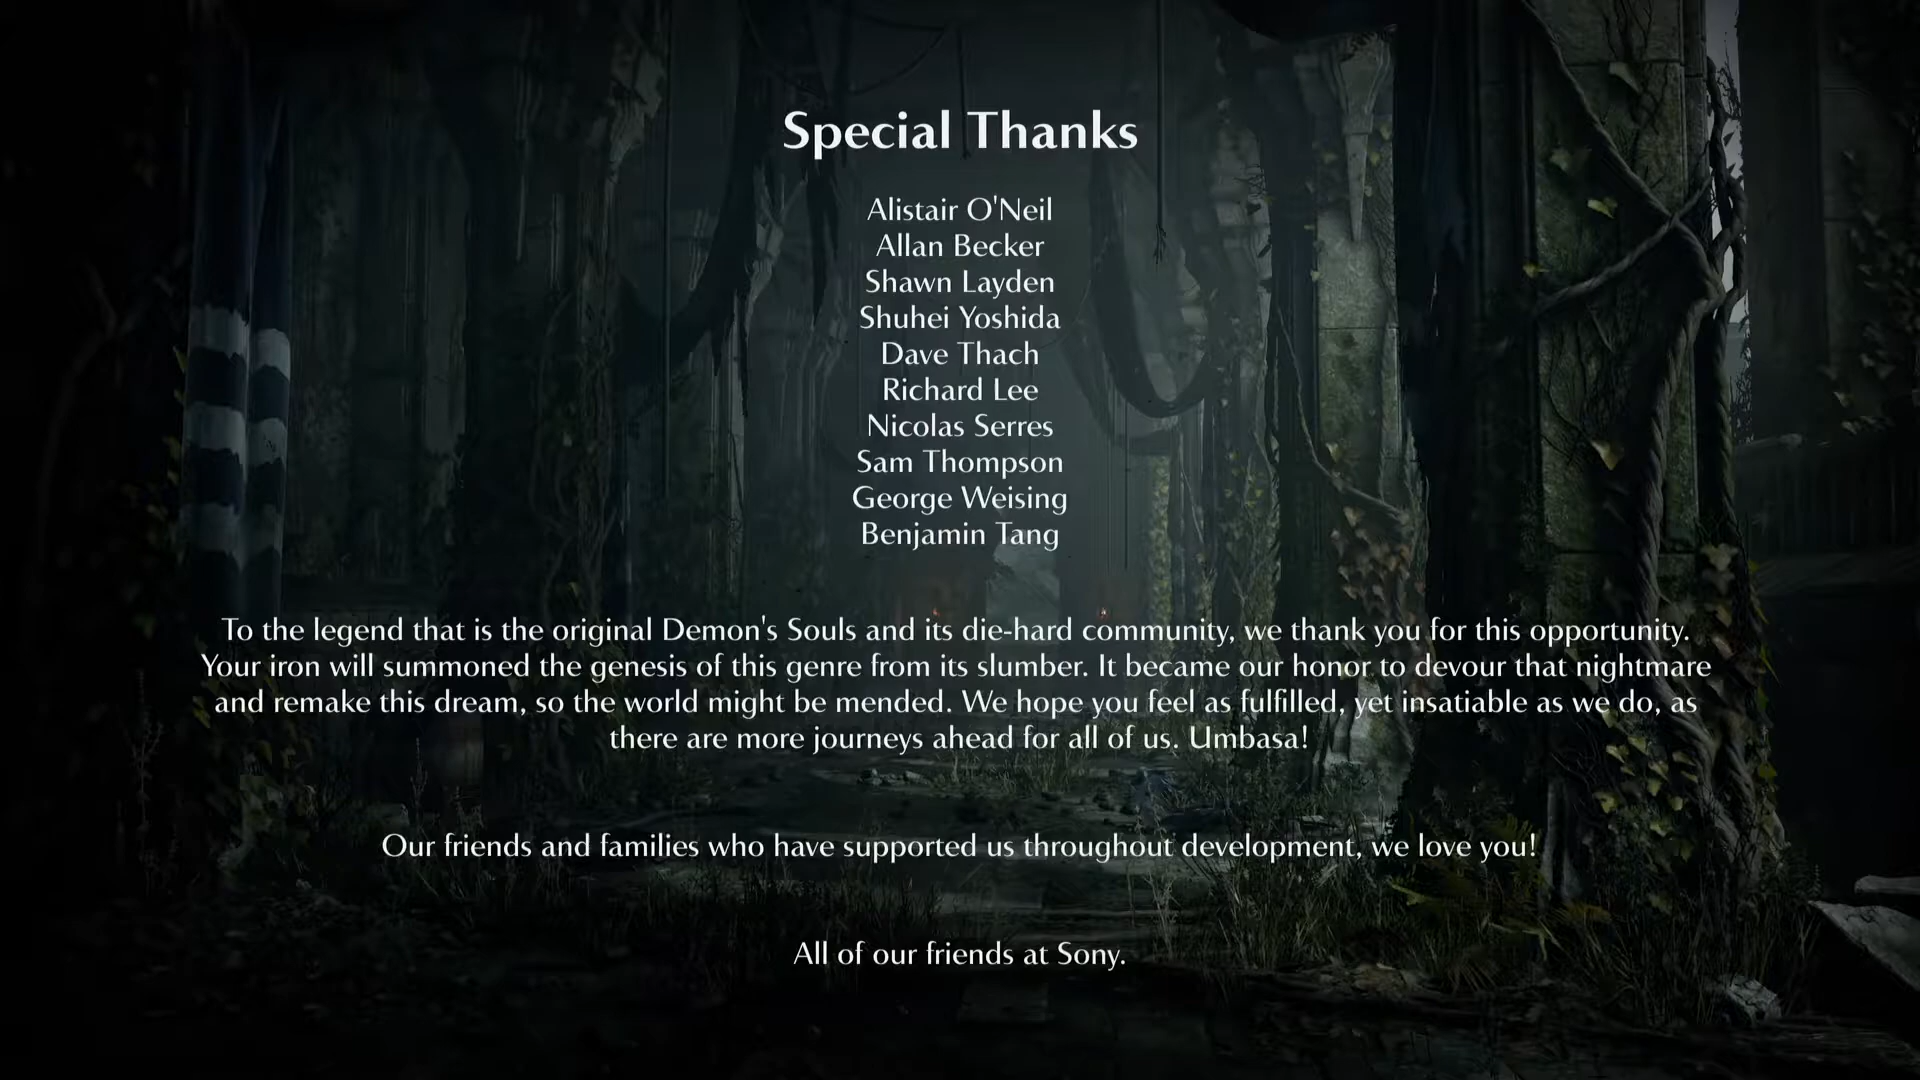 Special Thanks
Alistair O'Neil
Allan Becker
Shawn Layden
Shuhei Yoshida
Dave Thach
Richard Lee
Nicolas Serres
Sam Thompson
George Weising
Benjamin Tang
To the legend that is the original Demon's Souls and its die-hard community, we thank you for this opportunity.
Your iron will summoned the genesis of this genre from its slumber. It became our honor to devour that nightmare
and remake this dream, so the world might be mended. We hope you feel as fulfilled, yet insatiable as we do, as
there are more journeys ahead for all of us. Umbasa!
Our friends and families who have supported us throughout development, we love you!
All of our friends at Sony.